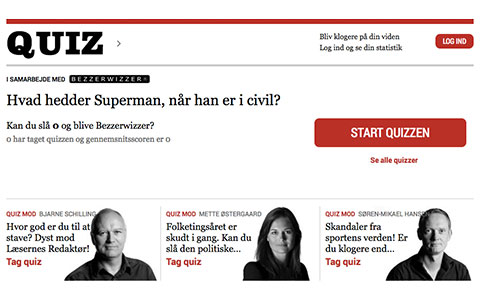 QUIZ
Bliv klogere på din viden
Log ind og se din statistik
LOG IND
I SAMARBEJDE MED BEZZERWIZZER
Hvad hedder Superman, når han er i civil?
Kan du slå 0 og blive Bezzerwizzer?
0 har taget quizzen og gennemsnitsscoren er 0
START QUIZZEN
Se alle quizzer
QUIZ MOD BJARNE SCHILLING
Hvor god er du til at
stave? Dyst mod
Læsernes Redaktør!
Tag quiz
QUIZ MOD METTE ØSTERGAARD
Folketingsåret er
skudt i gang. Kan du
slå den politiske...
Tag quiz
QUIZ MOD SØREN-MIKAEL HANSEN
Skandaler fra
sportens verden! Er
du klogere end...
Tag quiz